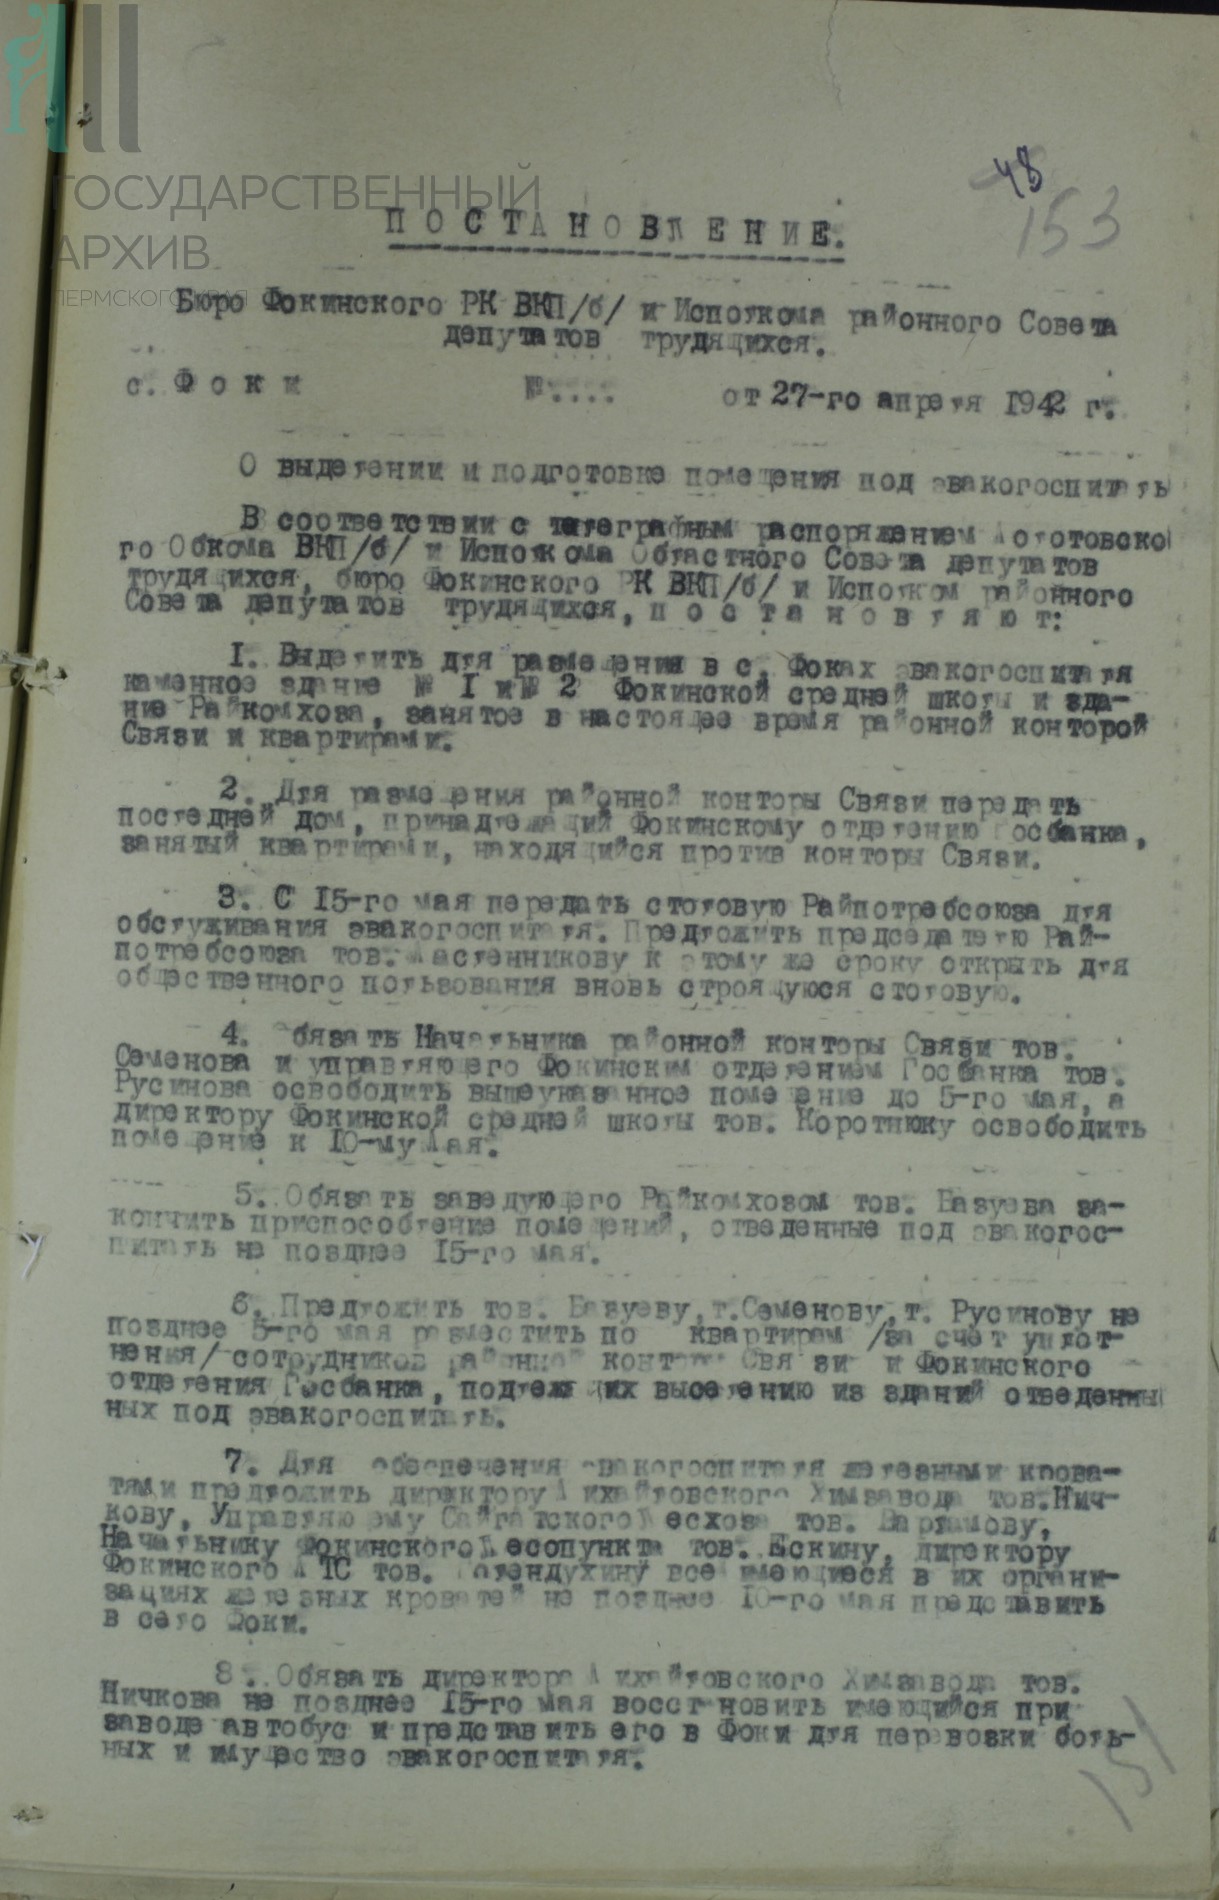 ГОСУДАРСТВЕННЫЙ
АРХИВ
ПЕРМСКОГО КРАЯ
48
153
ПОСТАНОВЛЕНИЕ.
Бюро Фокинского РК ВКП/б/ и Исполкома районного Совета
депутатов трудящихся.
с. Фоки №.... от 27-го апреля 1942 г.
О выделении и подготовке помещения под эвакогоспиталь
В соответствии с телеграфным распоряжением Молотовско
го Обкома ВКП/б/ и Исполкома Областного Совета депутатов
трудящихся, бюро Фокинского РК ВКП/б/ и Исполком районного
Совета депутатов трудящихся, п о с т а н о в л я ю т:
1. Выделить для размещения в с. Фоках эвакогоспиталя
каменное здание № 1 и № 2 Фокинской средней школы и зда-
ние Райкомхоза, занятое в настоящее время районной конторой
Связи и квартирами.
2. Для размещения районной конторы Связи передать
последней дом, принадлежащий Фокинскому отделению Госбанка,
занятый квартирами, находящийся против конторы Связи.
3. С 15-го мая передать столовую Райпотребсоюза для
обслуживания эвакогоспиталя. Предложить председателю Рай-
потребсоюза тов. Масленникову к этому же сроку открыть для
общественного пользования вновь строящуюся столовую.
4. Обязать Начальника районной конторы Связи тов.
Семенова и управляющего Фокинским отделением Госбанка тов.
Русинова освободить вышеуказанное помещение до 5-го мая, а
директору Фокинской средней школы тов. Коротнюку освободить
помещение к 10-му Мая.
5. Обязать заведующего Райкомхозом тов. Базуева за-
кончить приспособление помещений, отведенные под эвакогос-
питаль не позднее 15-го мая.
6. Предложить тов. Базуеву, т. Семенову, т. Русинову не
позднее 5-го мая разместить по квартирам /за счет уплот-
нения/ сотрудников районной конторы Связи и Фокинского
отделения Госбанка, подлежащих выселению из зданий отведенны
ных под эвакогоспиталь.
7. Для обеспечения эвакогоспиталя железными крова-
тями предложить директору Михайловского Химзавода тов. Нич-
кову, Управляющему Сайгатского Лесхоза тов. Варламову,
Начальнику Фокинского Лесопункта тов. Ескину, директору
Фокинского МТС тов. все имеющиеся в их органи-
зациях железных кроватей не позднее 10-го мая представить
в село Фоки.
8. Обязать директора Михайловского Химзавода тов.
Ничкова не позднее 15-го мая восстановить имеющийся при
заводе автобус и представить его в Фоки для перевозки боль-
ных и имущество эвакогоспиталя.
151